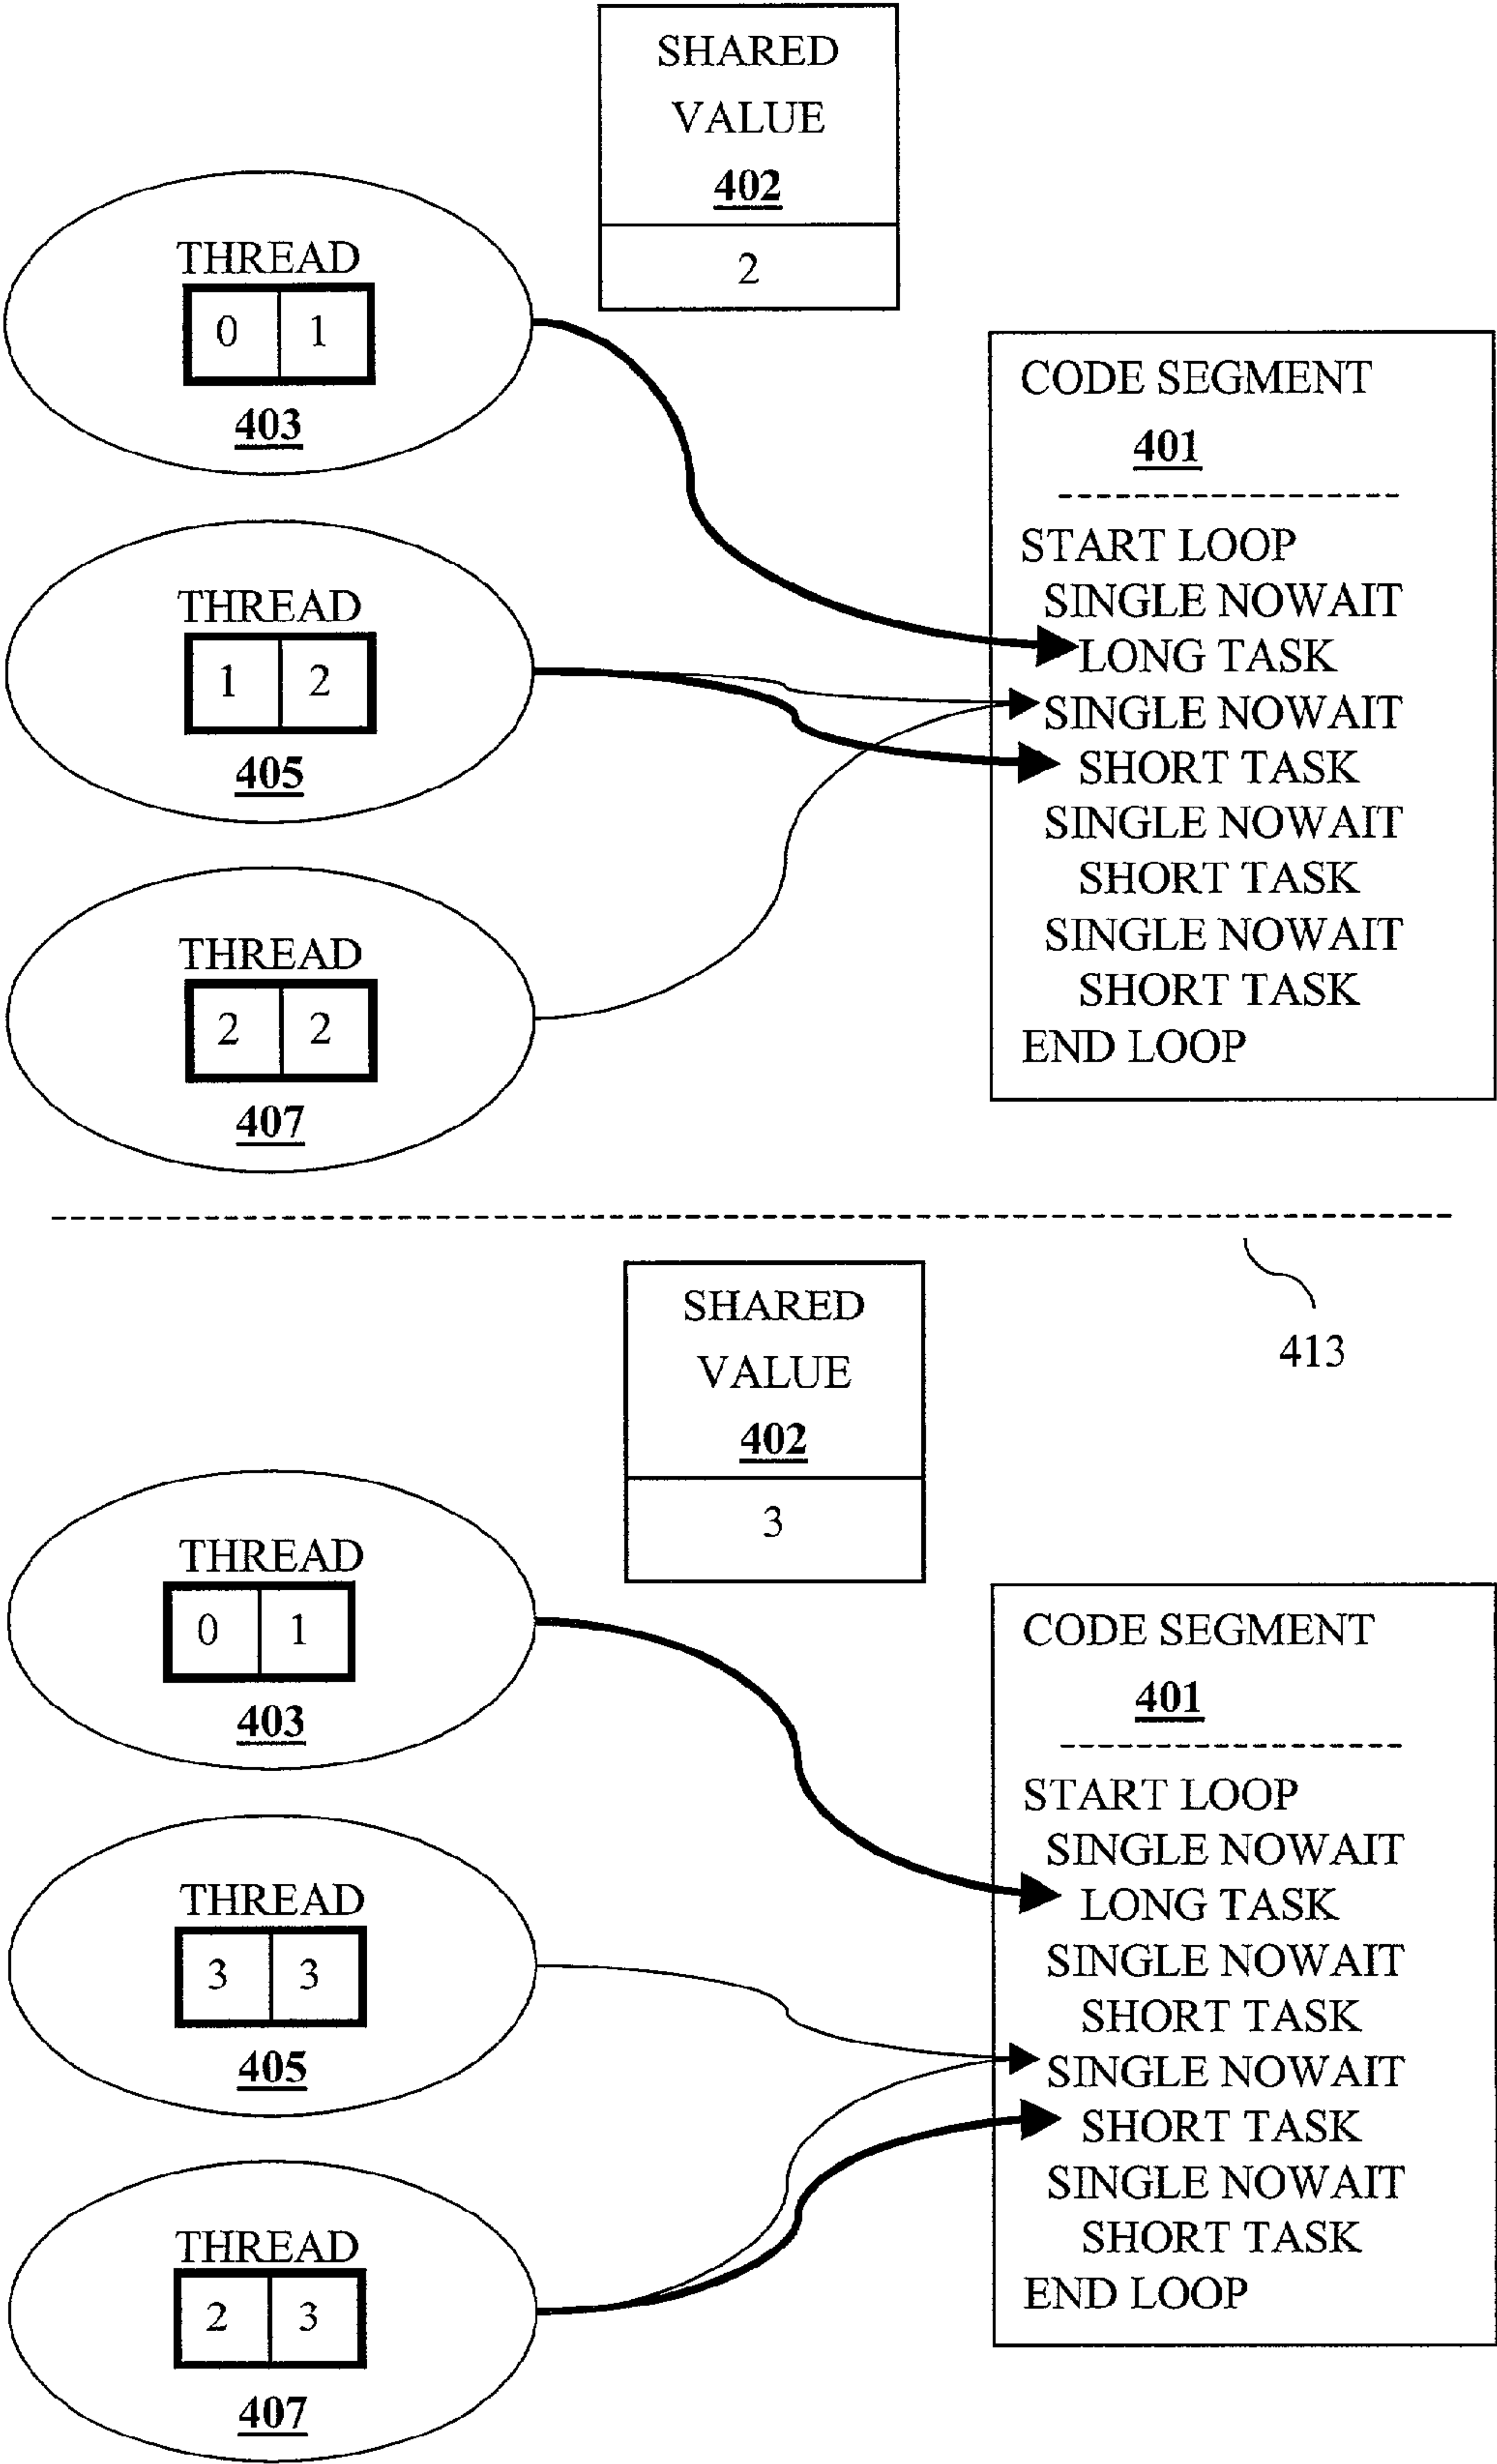 SHARED
VALUE
402
2
THREAD
0 1
403
THREAD
1 2
405
THREAD
2 2
407
CODE SEGMENT
401
START LOOP
SINGLE NOWAIT
LONG TASK
SINGLE NOWAIT
SHORT TASK
SINGLE NOWAIT
SHORT TASK
SINGLE NOWAIT
SHORT TASK
END LOOP
413
SHARED
VALUE
402
3
THREAD
0 1
403
THREAD
3 3
405
THREAD
2 3
407
CODE SEGMENT
401
START LOOP
SINGLE NOWAIT
LONG TASK
SINGLE NOWAIT
SHORT TASK
SINGLE NOWAIT
SHORT TASK
SINGLE NOWAIT
SHORT TASK
END LOOP